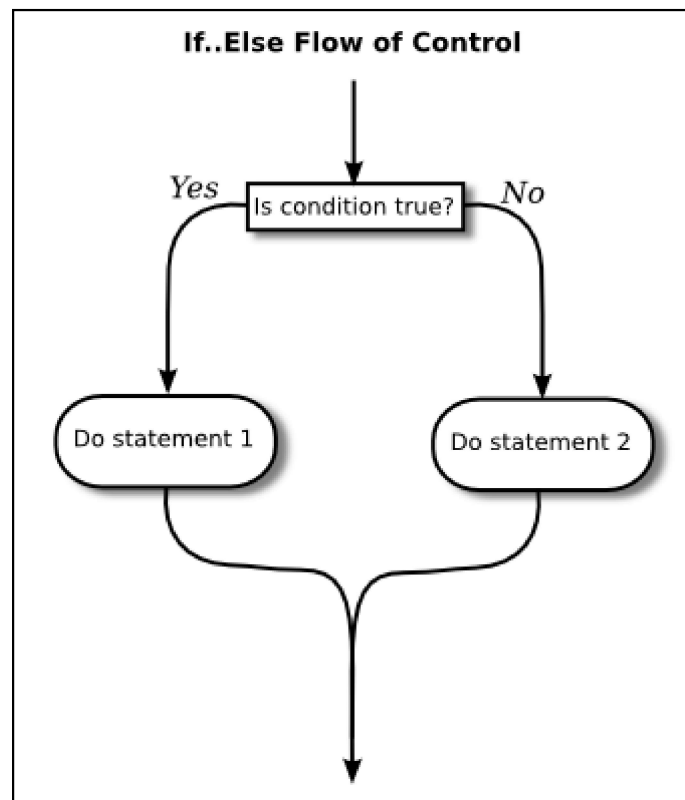 If..Else Flow of Control
Yes
No
Is condition true?
Do statement 1
Do statement 2